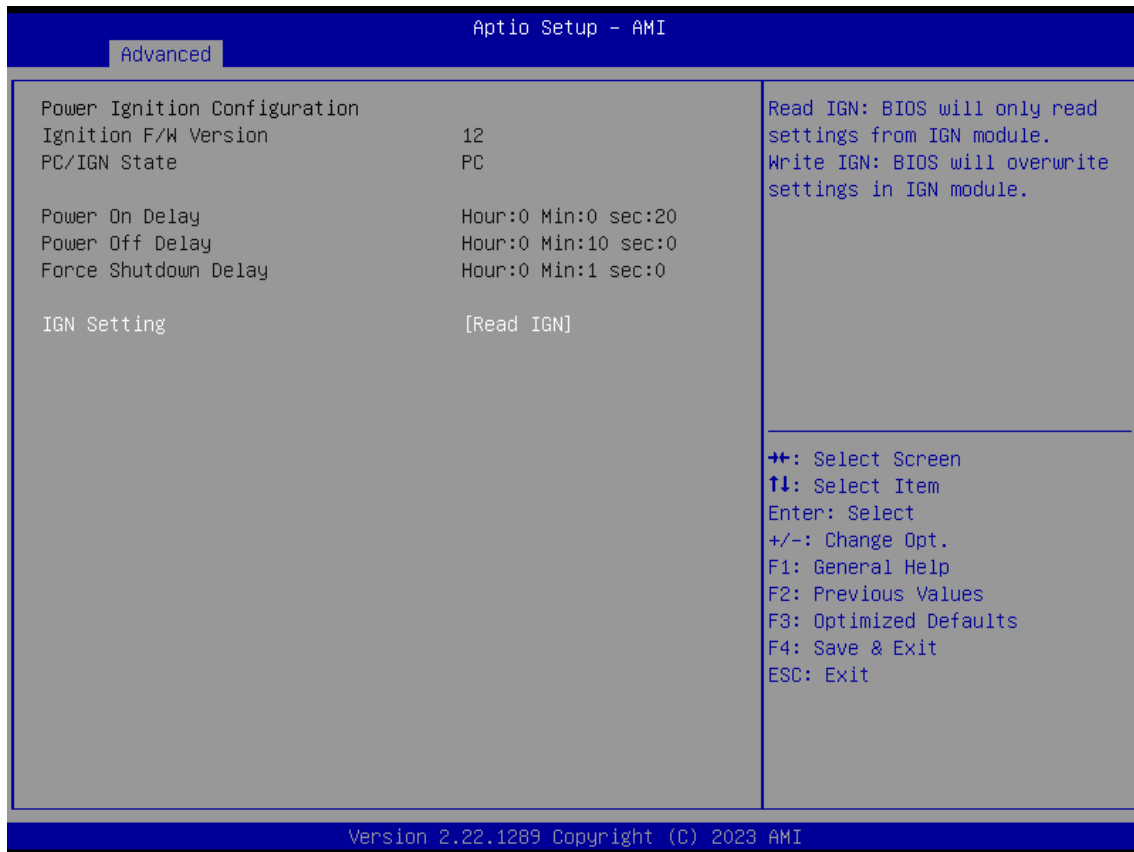 Aptio Setup – AMI
Advanced
Power Ignition Configuration
Ignition F/W Version 12
PC/IGN State PC
Power On Delay Hour:0 Min:0 sec:20
Power Off Delay Hour:0 Min:10 sec:0
Force Shutdown Delay Hour:0 Min:1 sec:0
IGN Setting [Read IGN]
Read IGN: BIOS will only read
settings from IGN module.
Write IGN: BIOS will overwrite
settings in IGN module.
→←: Select Screen
↑↓: Select Item
Enter: Select
+/-: Change Opt.
F1: General Help
F2: Previous Values
F3: Optimized Defaults
F4: Save & Exit
ESC: Exit
Version 2.22.1289 Copyright (C) 2023 AMI